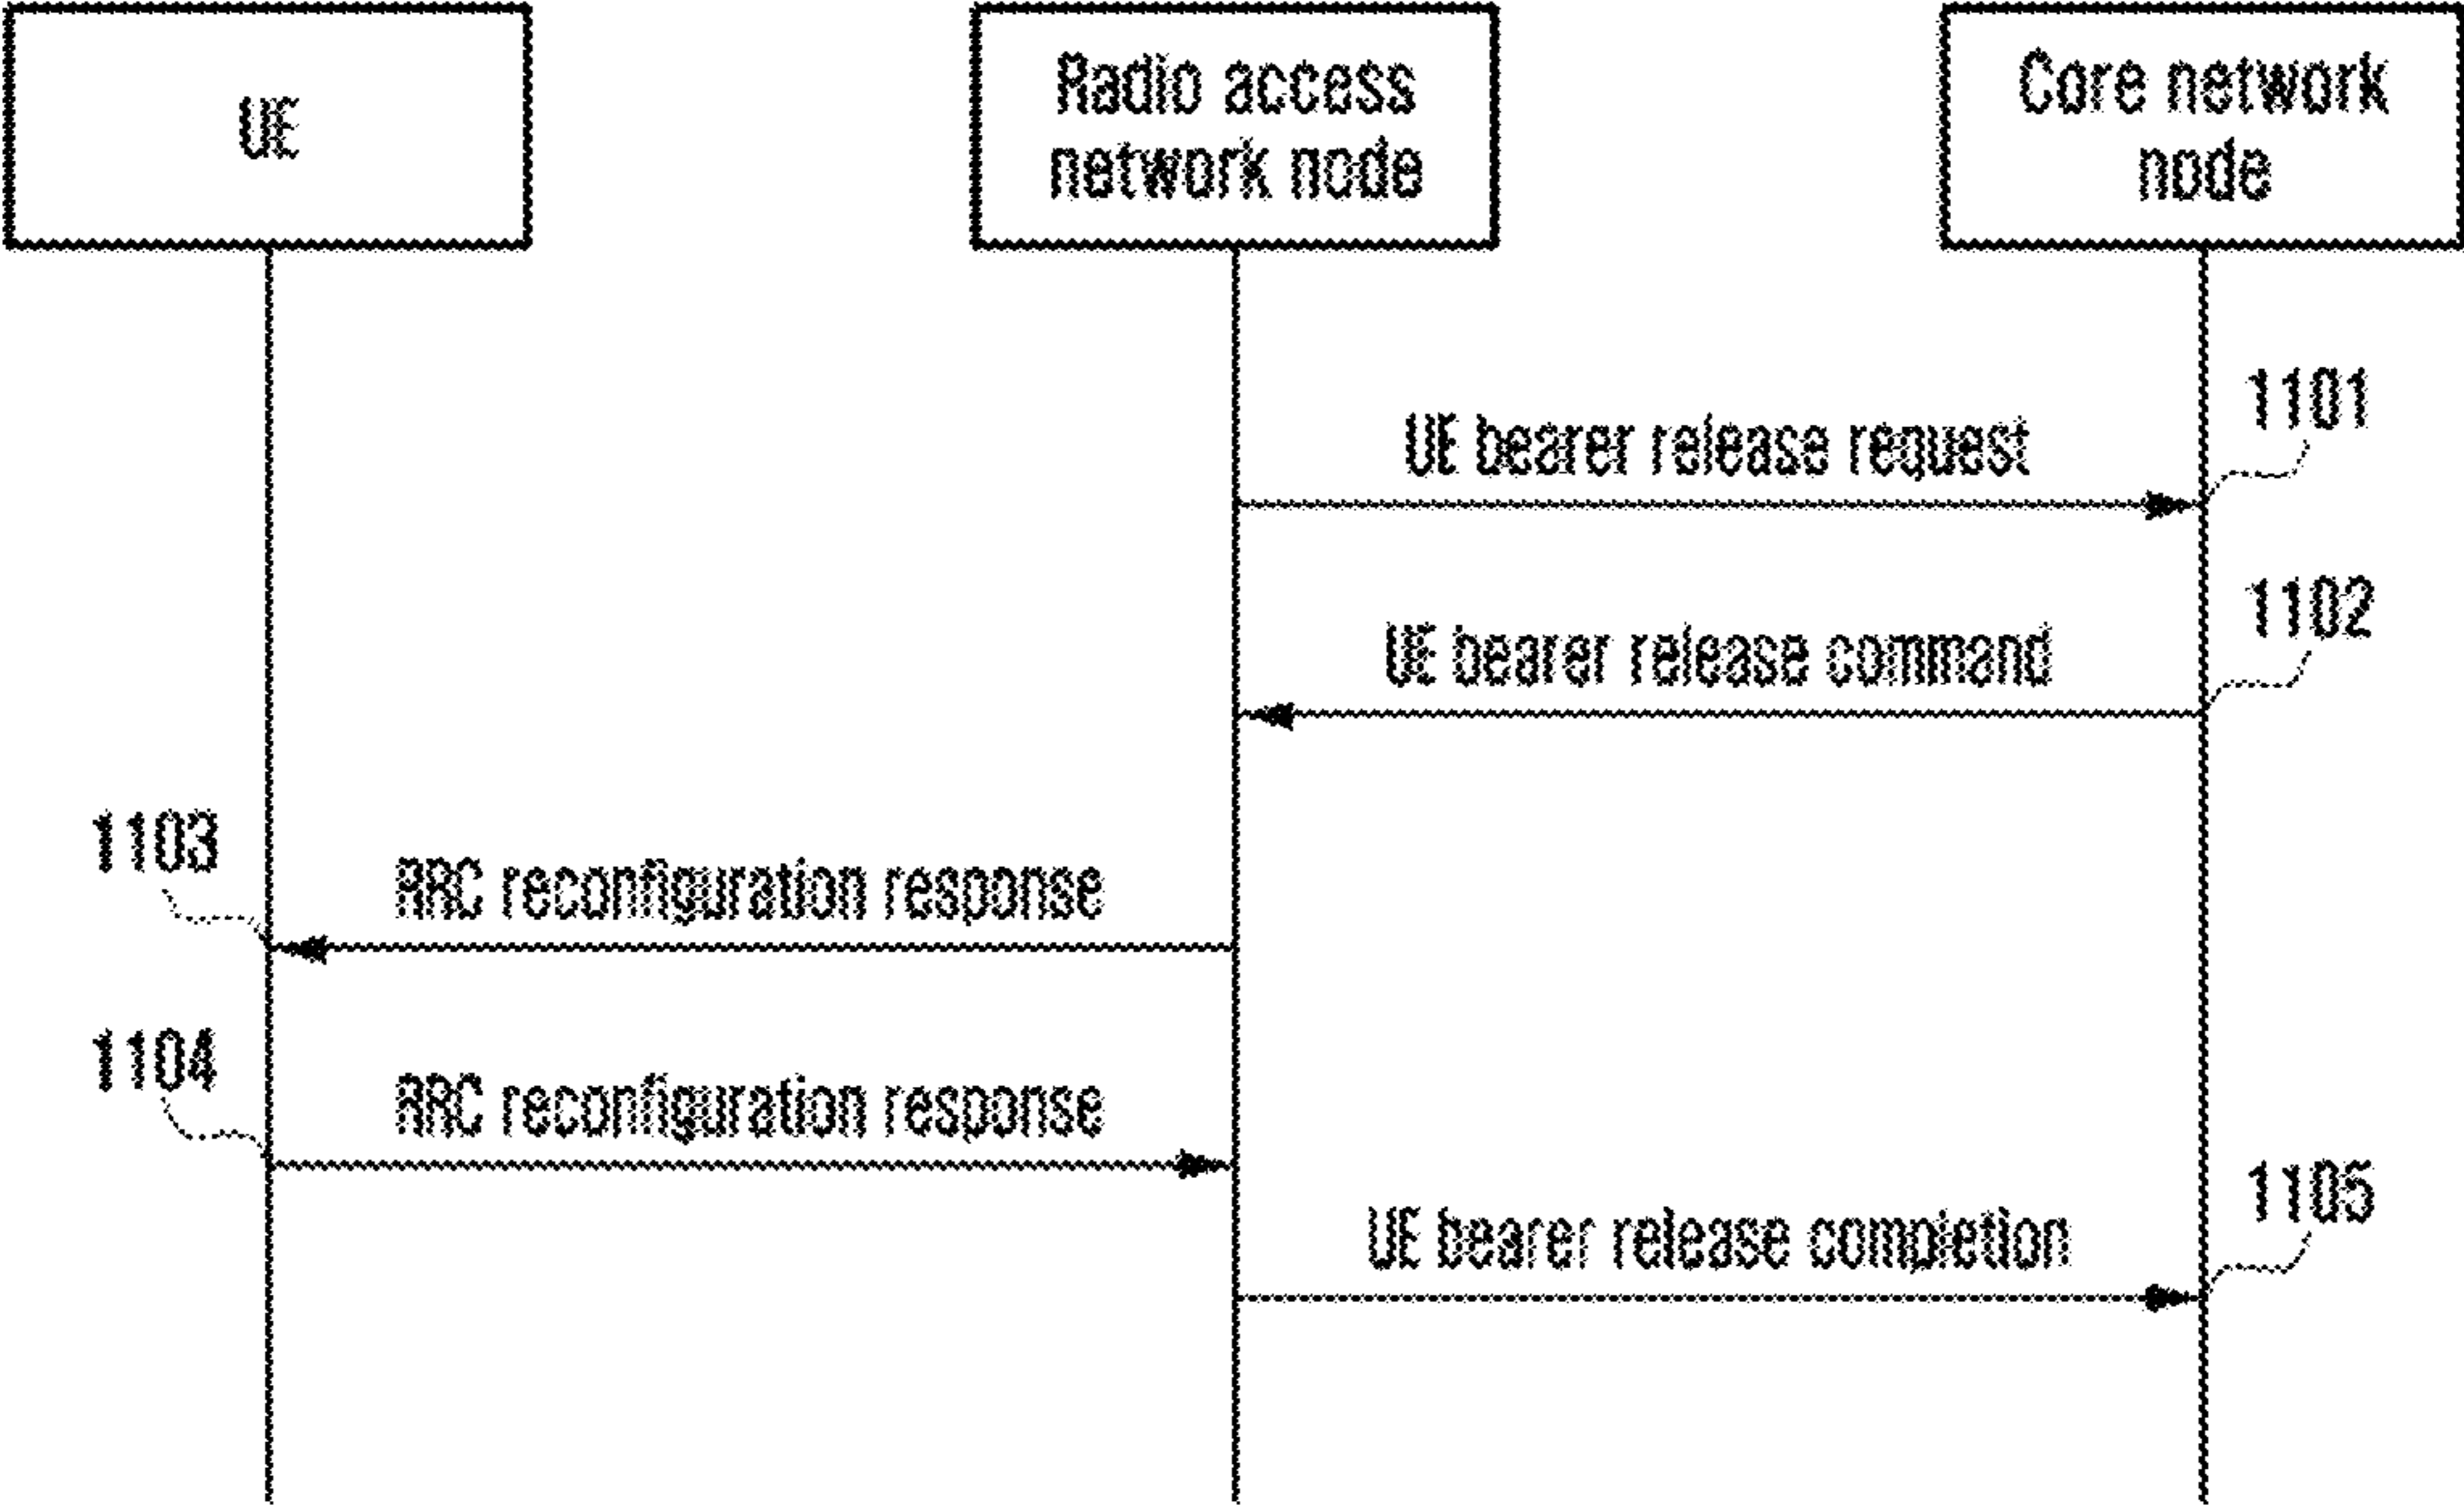 UE
Radio access
network node
Core network
node
1101
UE bearer release request
1102
UE bearer release command
1103
RRC reconfiguration response
1104
RRC reconfiguration response
1105
UE bearer release completion